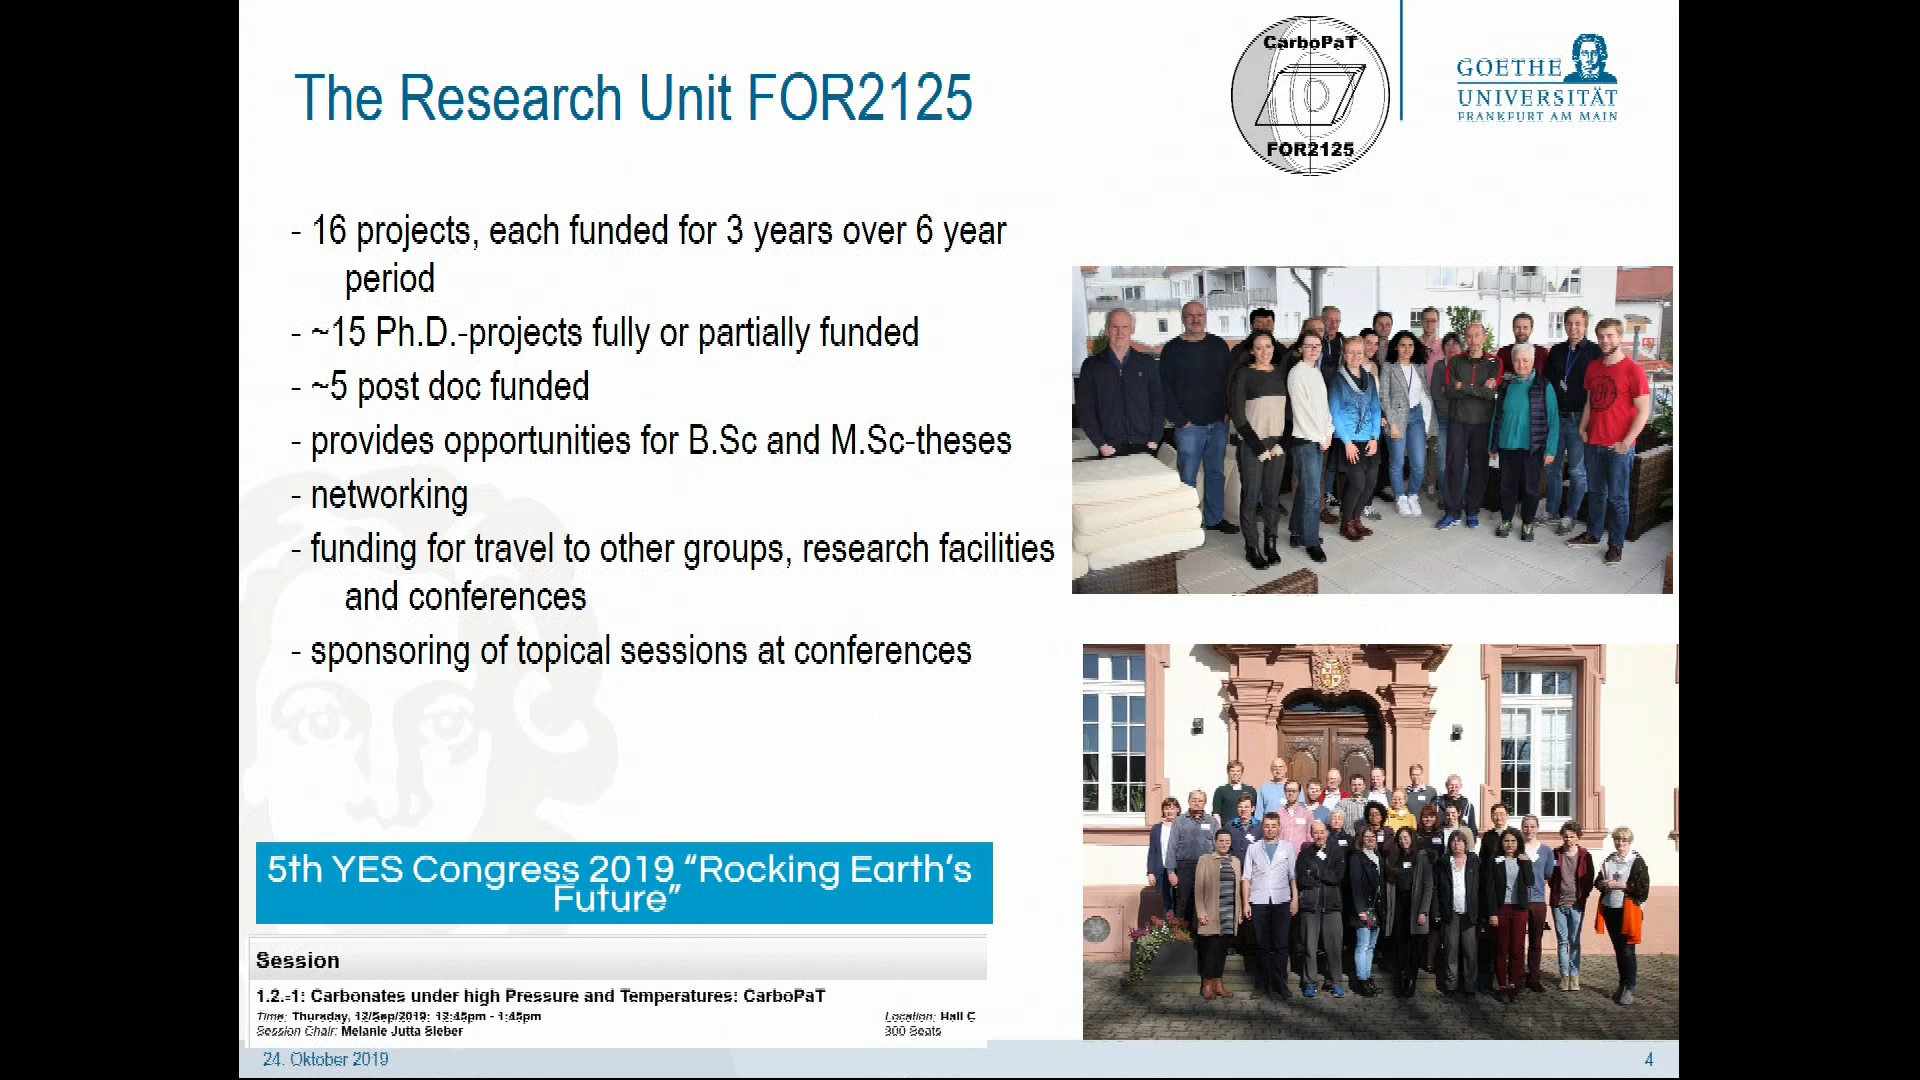 The Research Unit FOR2125
CarboPaT
FOR2125
GOETHE
UNIVERSITÄT
FRANKFURT AM MAIN
- 16 projects, each funded for 3 years over 6 year
period
- ~15 Ph.D.-projects fully or partially funded
- ~5 post doc funded
- provides opportunities for B.Sc and M.Sc-theses
- networking
- funding for travel to other groups, research facilities
and conferences
- sponsoring of topical sessions at conferences
5th YES Congress 2019 “Rocking Earth’s
Future”
Session
1.2.-1: Carbonates under high Pressure and Temperatures: CarboPaT
Time: Thursday, 12/Sep/2019: 12:45pm - 1:45pm
Location: Hall C
Session Chair: Melanie Jutta Sieber
300 Seats
24. Oktober 2019
4